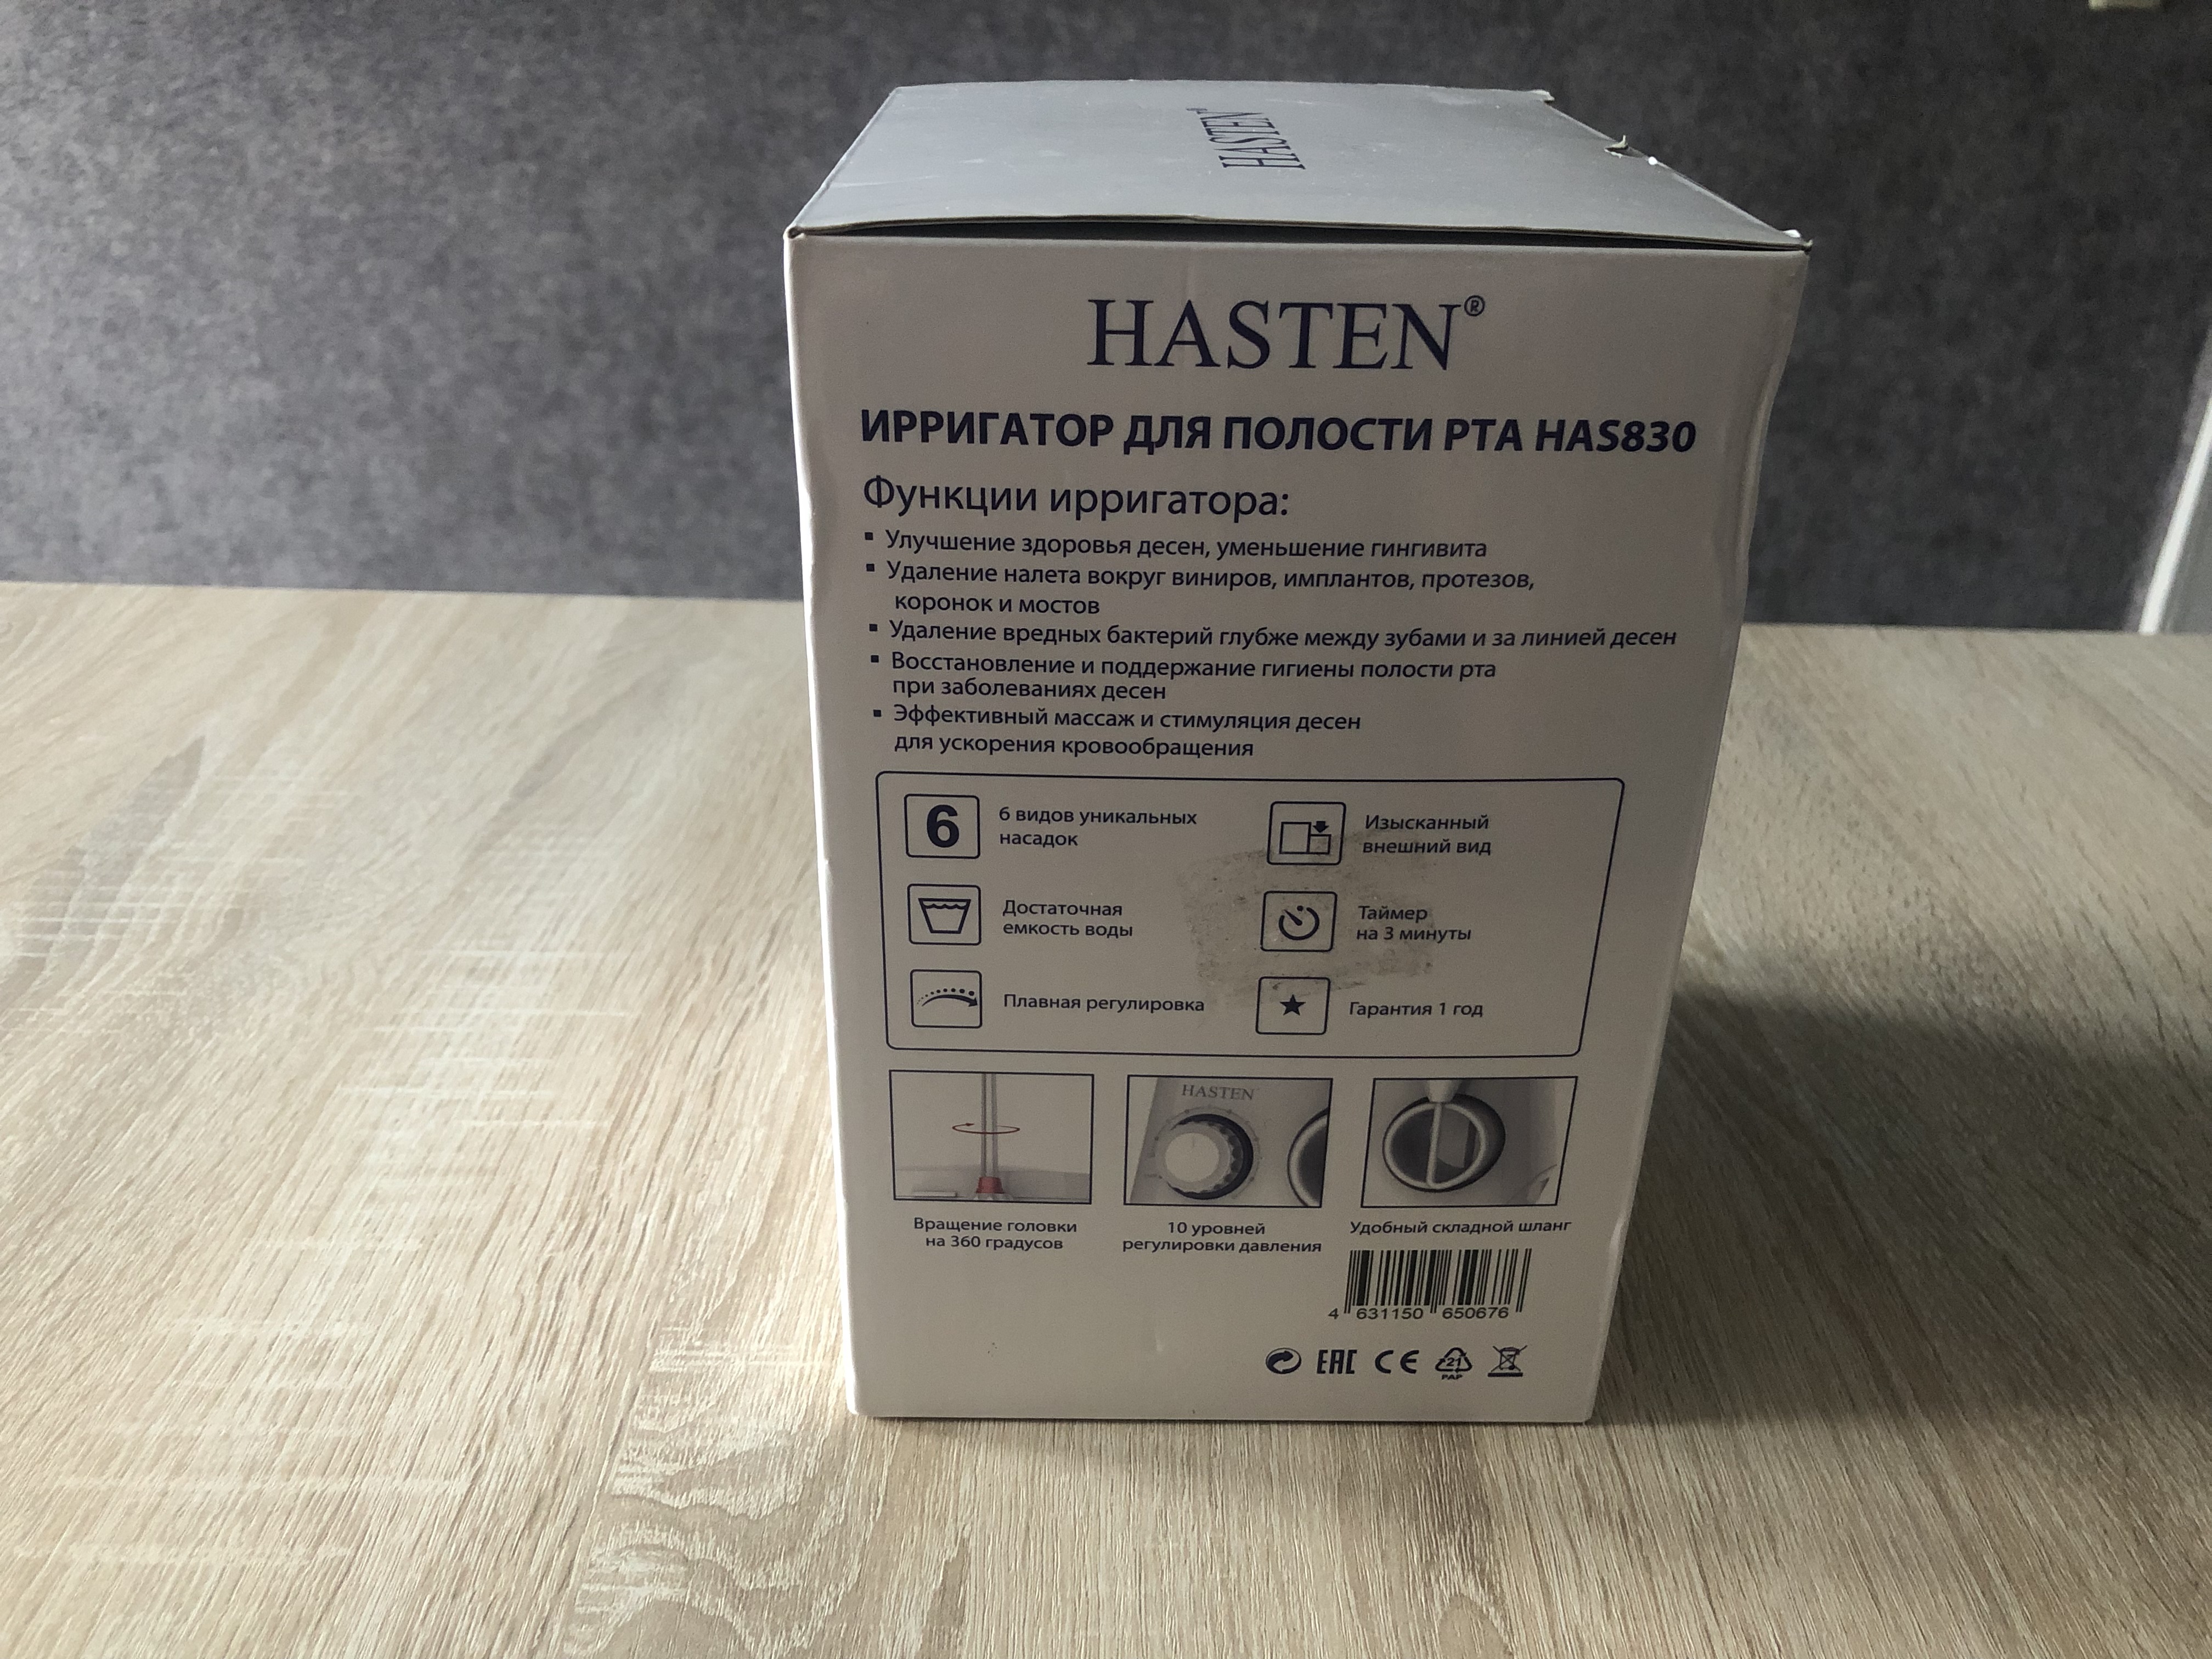 HASTEN®
HASTEN®
ИРРИГАТОР ДЛЯ ПОЛОСТИ РТА HAS830
Функции ирригатора:
▪ Улучшение здоровья десен, уменьшение гингивита
▪ Удаление налета вокруг виниров, имплантов, протезов,
коронок и мостов
▪ Удаление вредных бактерий глубже между зубами и за линией десен
▪ Восстановление и поддержание гигиены полости рта
при заболеваниях десен
▪ Эффективный массаж и стимуляция десен
для ускорения кровообращения
6
6 видов уникальных
насадок
Изысканный
внешний вид
Достаточная
емкость воды
Таймер
на 3 минуты
Плавная регулировка
Гарантия 1 год
HASTEN
Вращение головки
на 360 градусов
10 уровней
регулировки давления
Удобный складной шланг
4 631150 650676
EAC CE 21
PAP